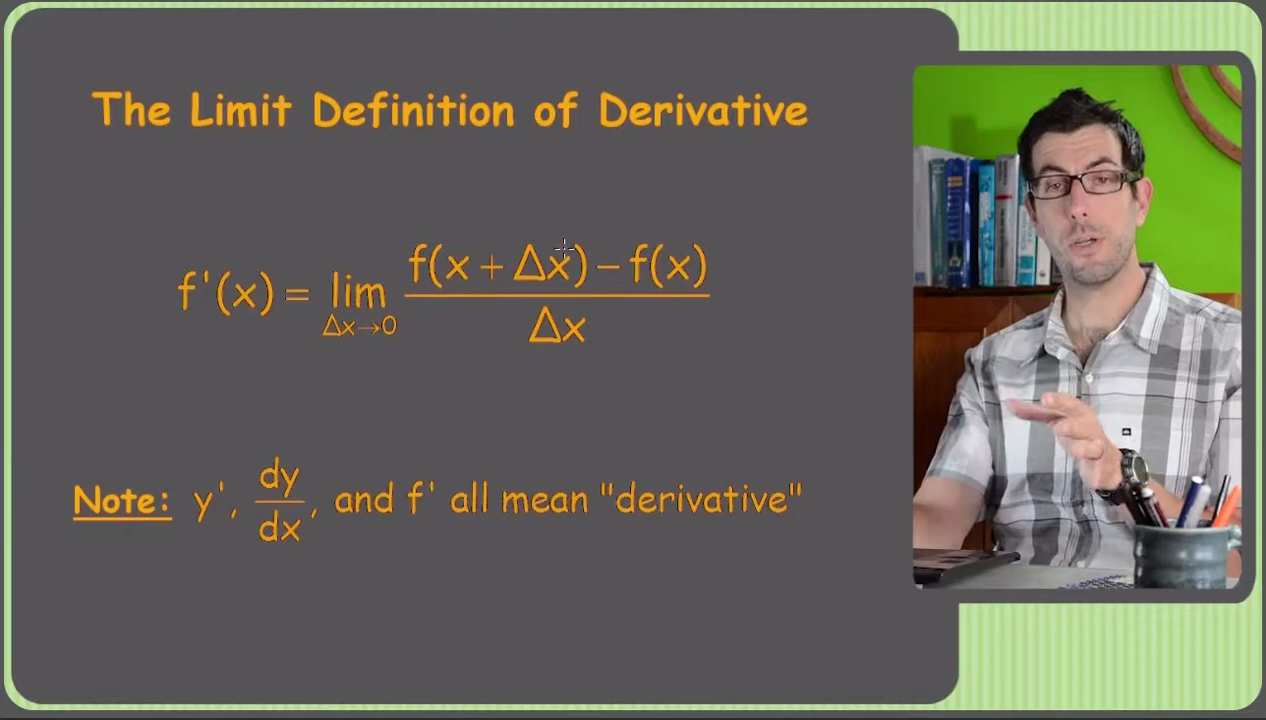 The Limit Definition of Derivative
f'(x) = lim Δx→0 f(x + Δx) − f(x) / Δx
Note: y', dy/dx, and f' all mean "derivative"